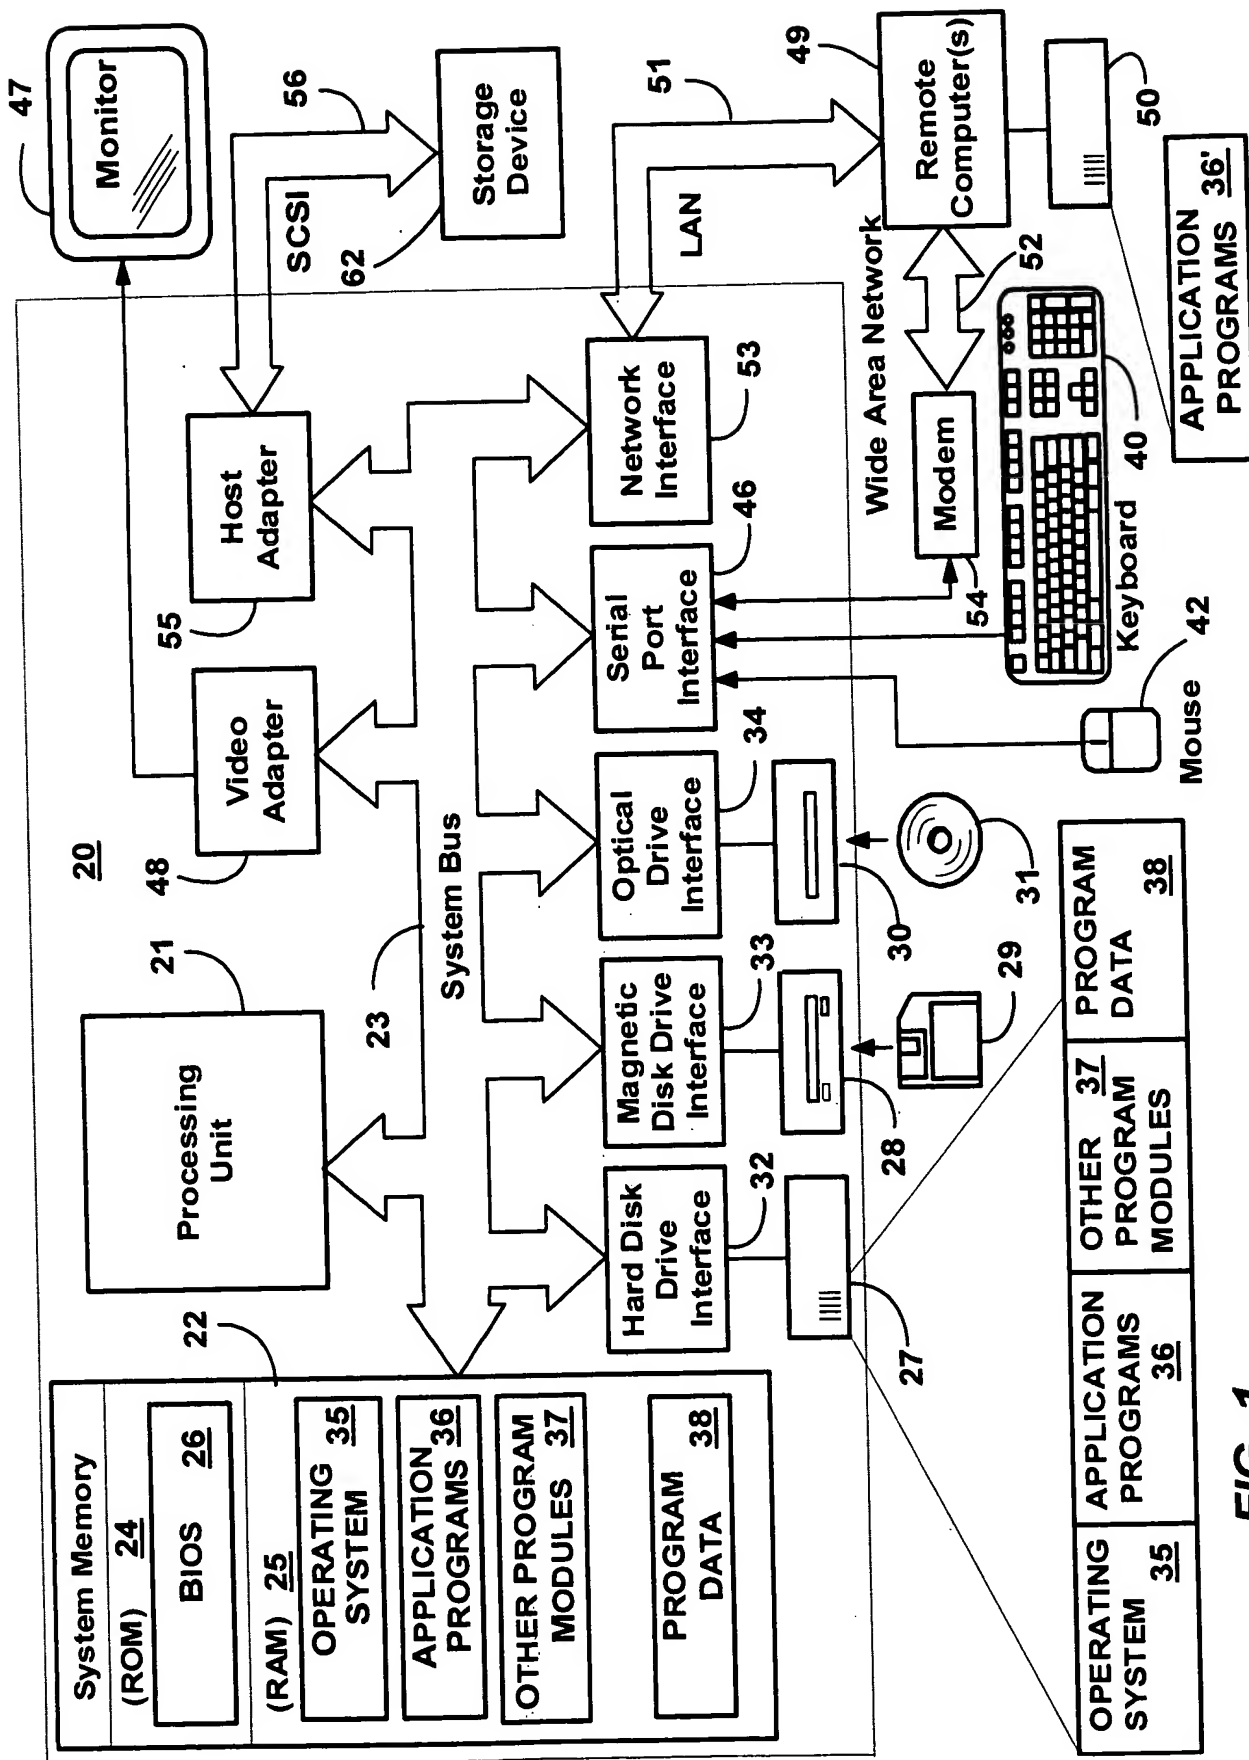 System Memory
(ROM) 24
BIOS 26
(RAM) 25
OPERATING
SYSTEM 35
APPLICATION
PROGRAMS 36
OTHER PROGRAM
MODULES 37
PROGRAM
DATA 38
22
Processing
Unit
21
20
Video
Adapter
48
Host
Adapter
55
Monitor
47
SCSI
56
Storage
Device
62
23
System Bus
Hard Disk
Drive
Interface
32
Magnetic
Disk Drive
Interface
33
Optical
Drive
Interface
34
Serial
Port
Interface
46
Network
Interface
53
LAN
51
27
28
29
30
31
Wide Area Network
Modem
54
52
Remote
Computer(s)
49
50
Keyboard
40
Mouse
42
OPERATING
SYSTEM 35
APPLICATION
PROGRAMS
36
OTHER 37
PROGRAM
MODULES
PROGRAM
DATA 38
APPLICATION
PROGRAMS 36'
FIG. 1